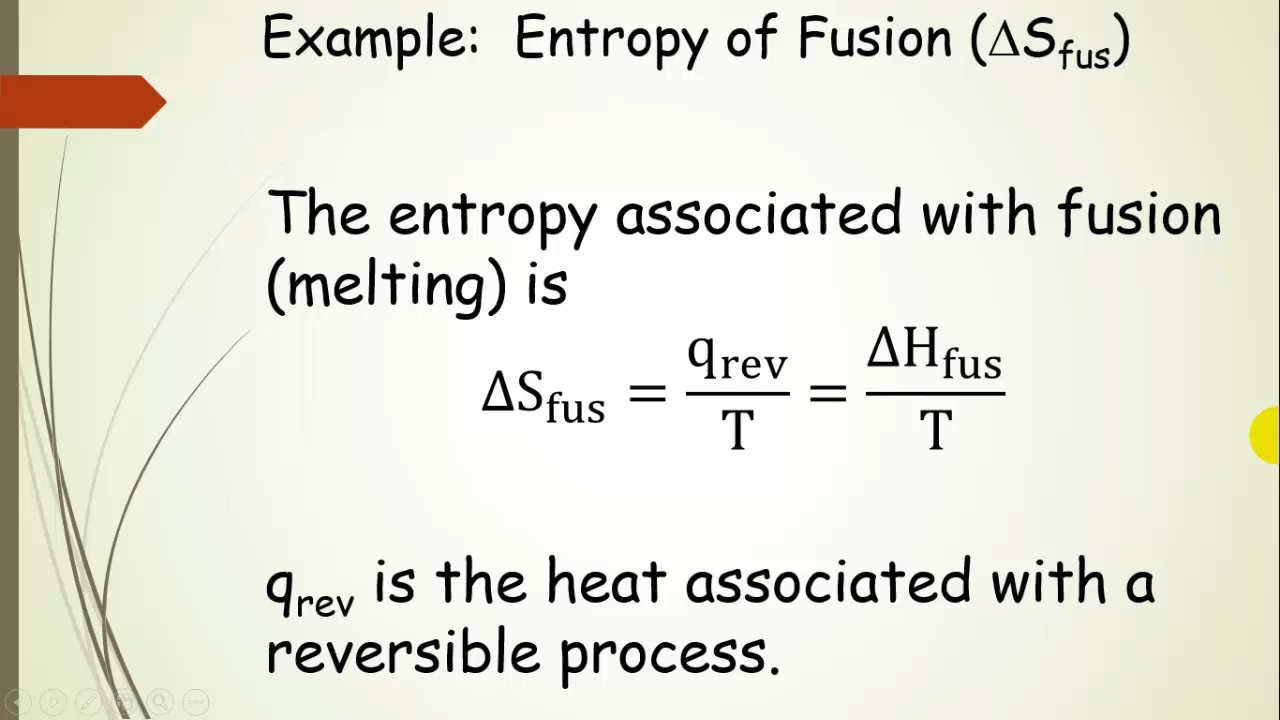 Example: Entropy of Fusion (ΔS_fus)
The entropy associated with fusion
(melting) is
ΔS_fus = q_rev/T = ΔH_fus/T
q_rev is the heat associated with a
reversible process.